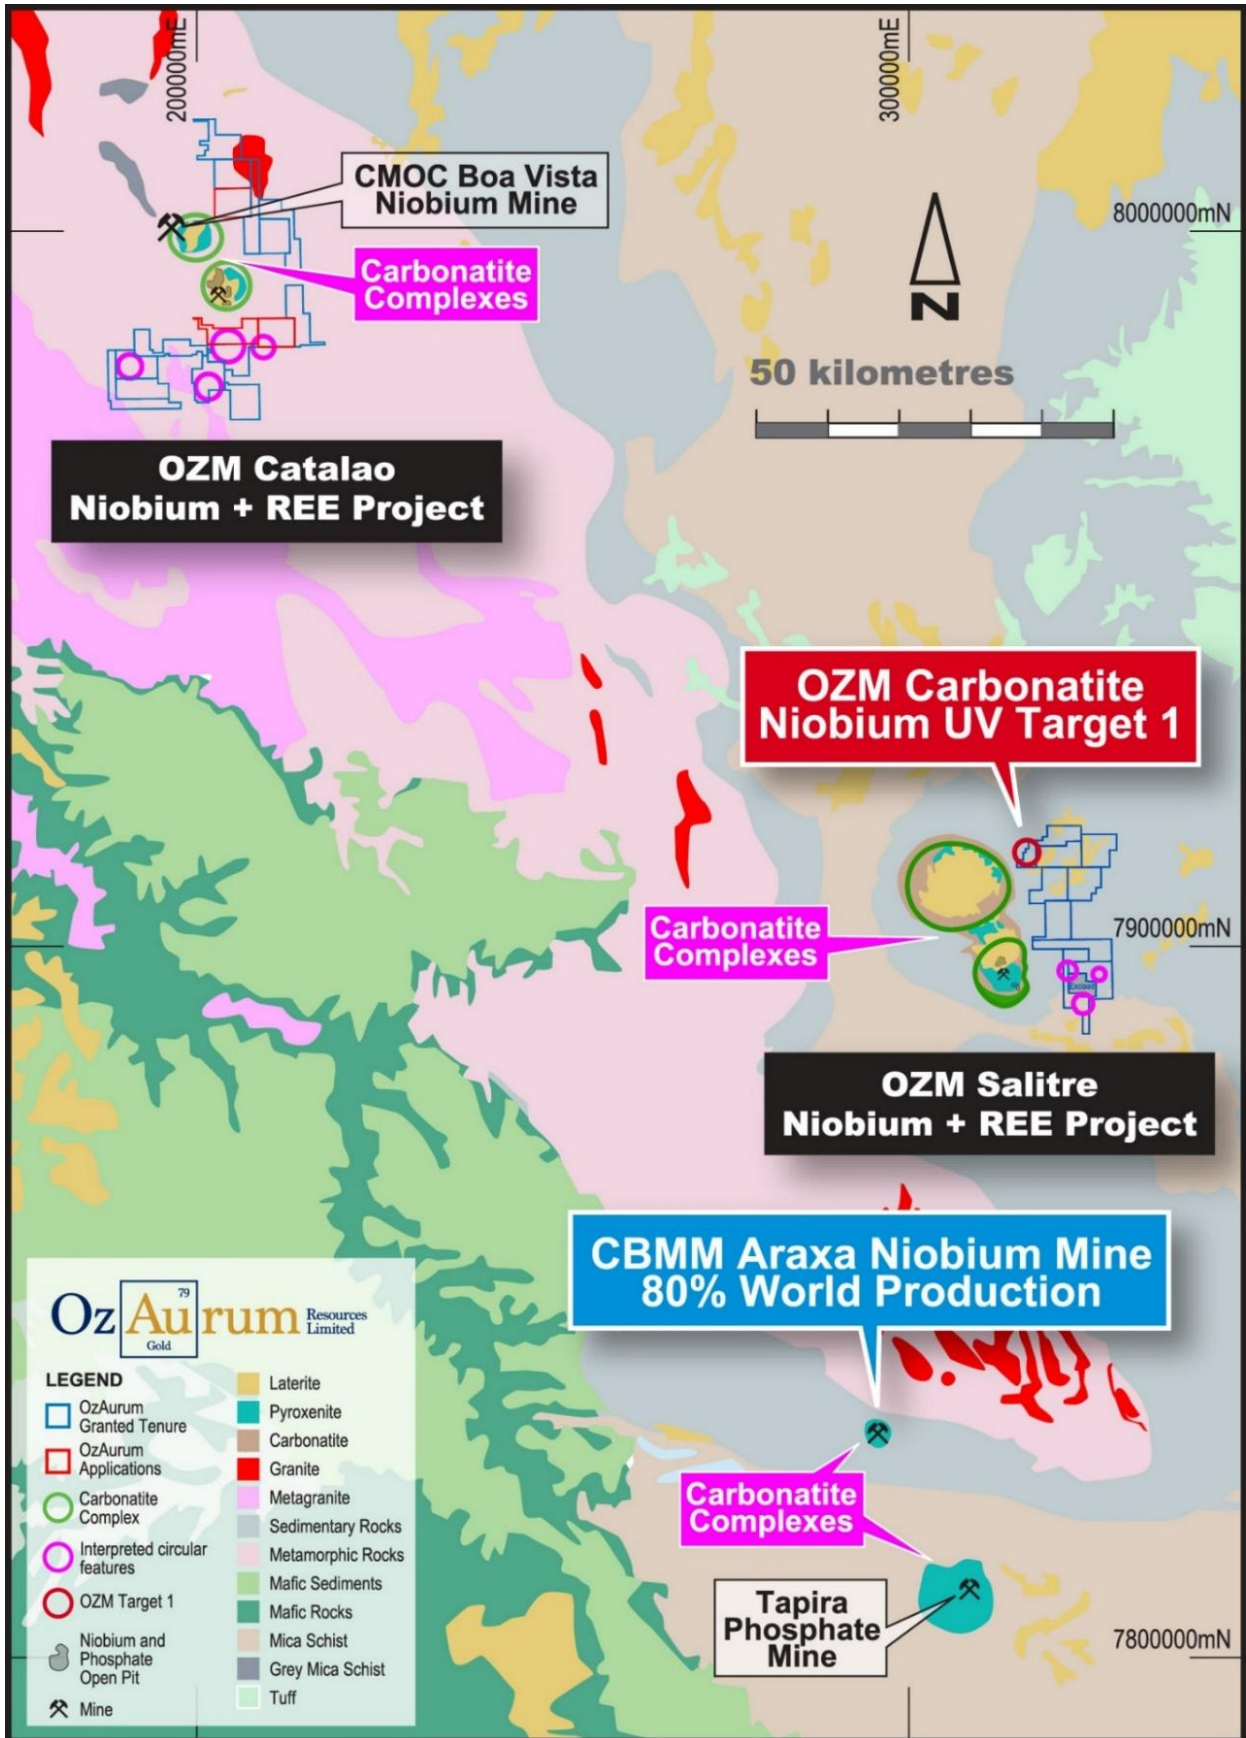 200000mE
300000mE
CMOC Boa Vista
Niobium Mine
8000000mN
Carbonatite
Complexes
N
50 kilometres
OZM Catalao
Niobium + REE Project
OZM Carbonatite
Niobium UV Target 1
Carbonatite
Complexes
7900000mN
OZM Salitre
Niobium + REE Project
CBMM Araxa Niobium Mine
80% World Production
Carbonatite
Complexes
Tapira
Phosphate
Mine
7800000mN
79
OzAurum
Gold
Resources
Limited
LEGEND
OzAurum
Granted Tenure
OzAurum
Applications
Carbonatite
Complex
Interpreted circular
features
OZM Target 1
Niobium and
Phosphate
Open Pit
Mine
Laterite
Pyroxenite
Carbonatite
Granite
Metagranite
Sedimentary Rocks
Metamorphic Rocks
Mafic Sediments
Mafic Rocks
Mica Schist
Grey Mica Schist
Tuff